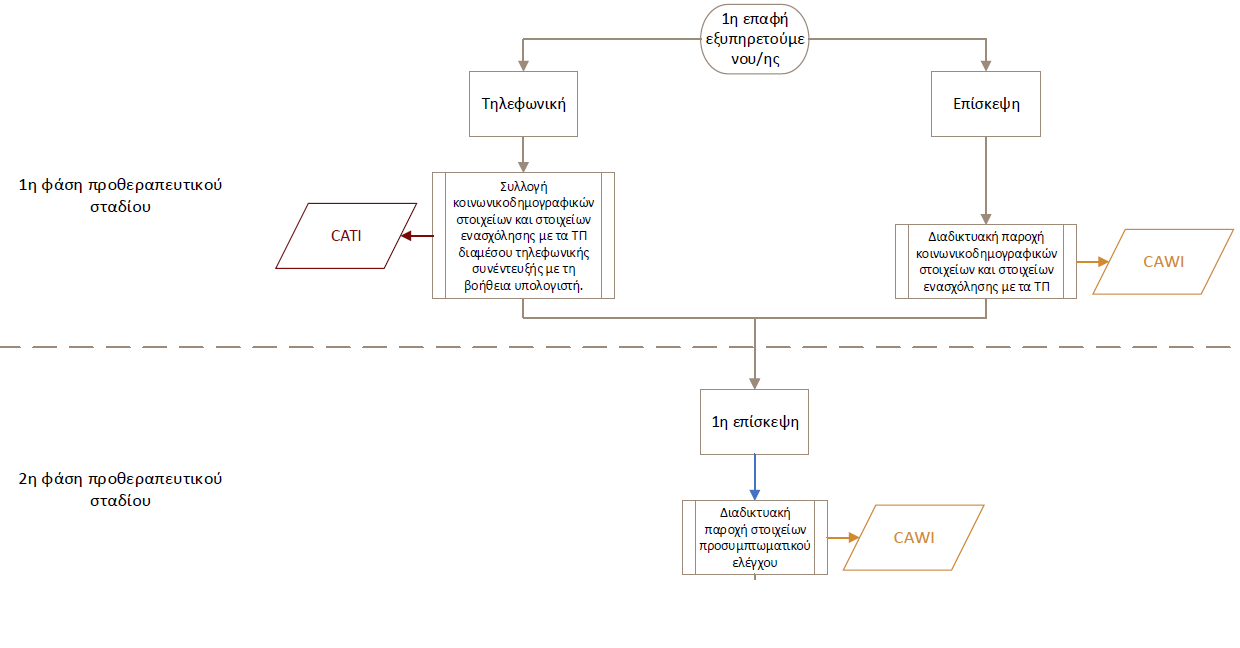 1η επαφή
εξυπηρετούμε
νου/ης
Τηλεφωνική
Επίσκεψη
1η φάση προθεραπευτικού
σταδίου
Συλλογή
κοινωνικοδημογραφικών
στοιχείων και στοιχείων
ενασχόλησης με τα ΤΠ
διαμέσου τηλεφωνικής
συνέντευξής με τη
βοήθεια υπολογιστή.
CATI
Διαδικτυακή παροχή
κοινωνικοδημογραφικών
στοιχείων και στοιχείων
ενασχόλησης με τα ΤΠ
CAWI
1η επίσκεψη
2η φάση προθεραπευτικού
σταδίου
Διαδικτυακή
παροχή στοιχείων
προσυμπτωματικού
ελέγχου
CAWI